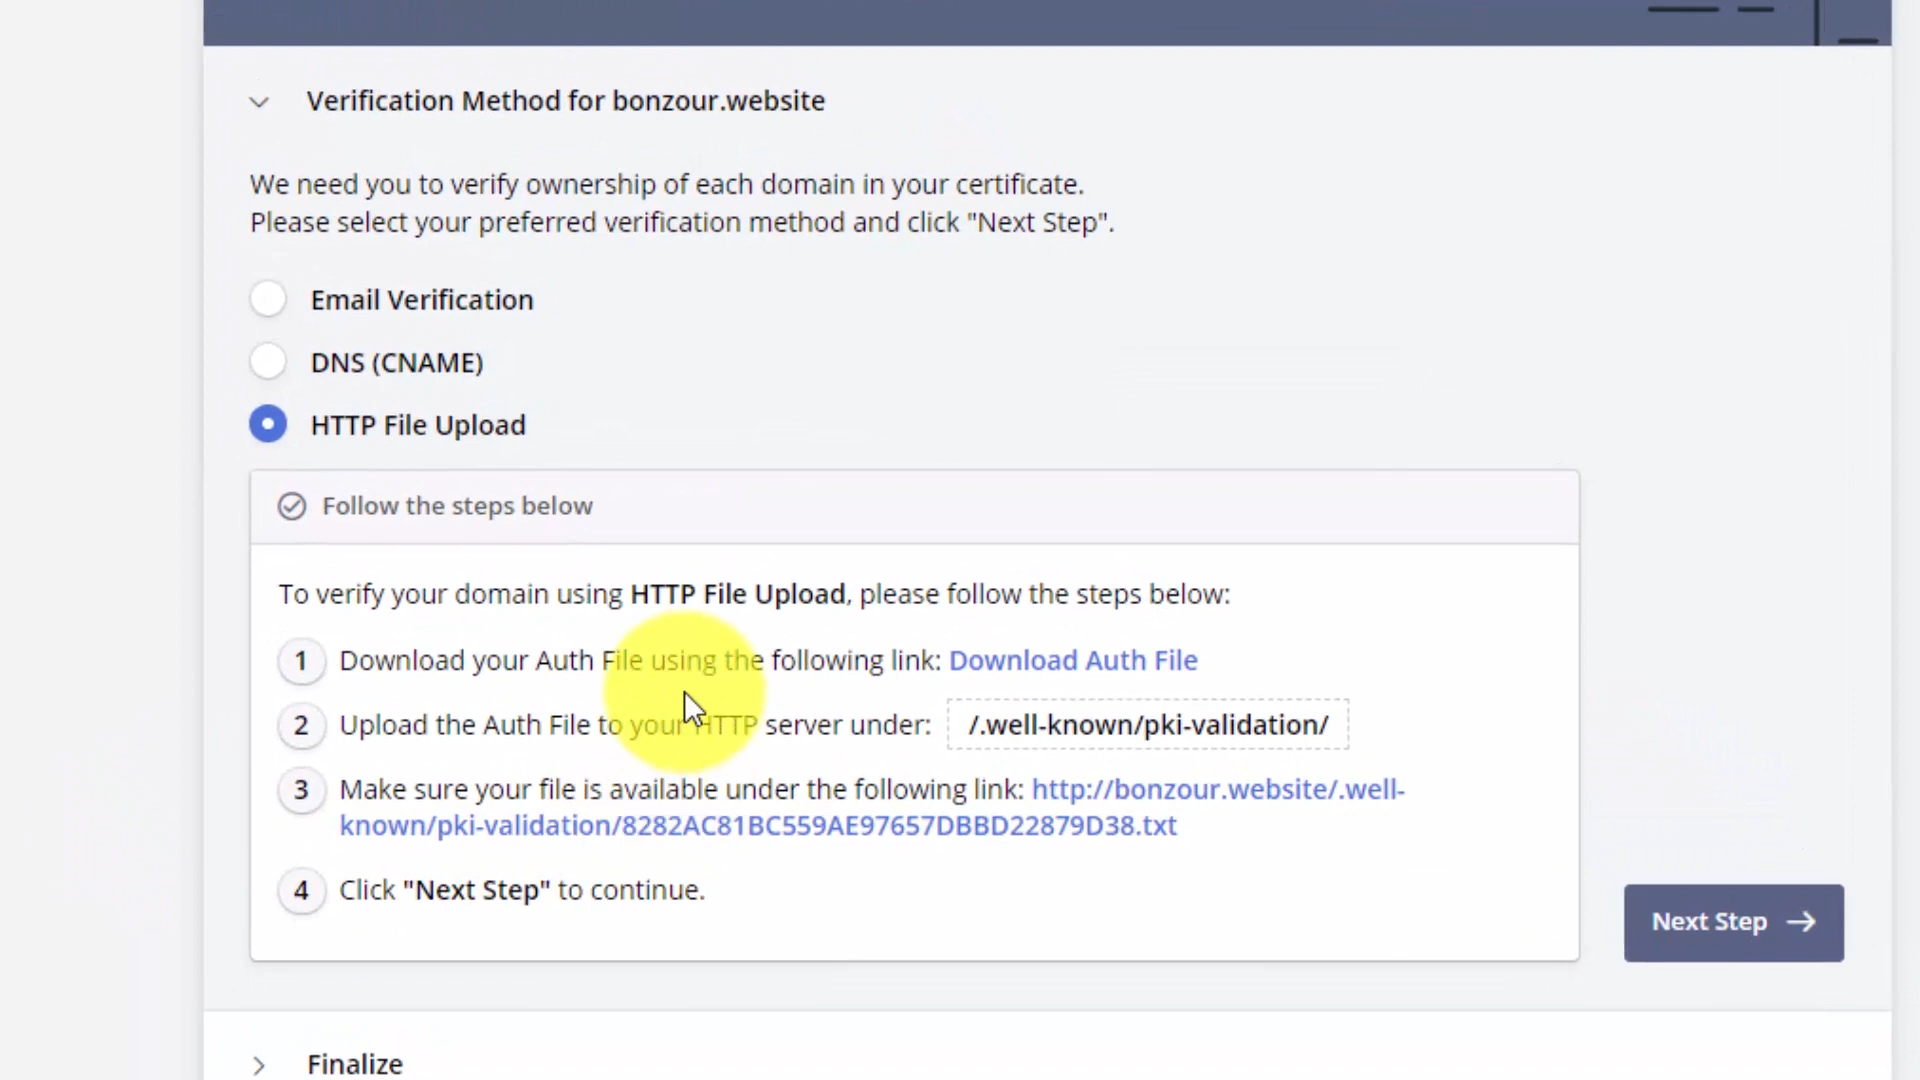 Verification Method for bonzour.website
We need you to verify ownership of each domain in your certificate.
Please select your preferred verification method and click "Next Step".
Email Verification
DNS (CNAME)
HTTP File Upload
Follow the steps below
To verify your domain using HTTP File Upload, please follow the steps below:
1 Download your Auth File using the following link: Download Auth File
2 Upload the Auth File to your HTTP server under: /.well-known/pki-validation/
3 Make sure your file is available under the following link: http://bonzour.website/.well-
known/pki-validation/8282AC81BC559AE97657DBBD22879D38.txt
4 Click "Next Step" to continue.
Next Step
Finalize